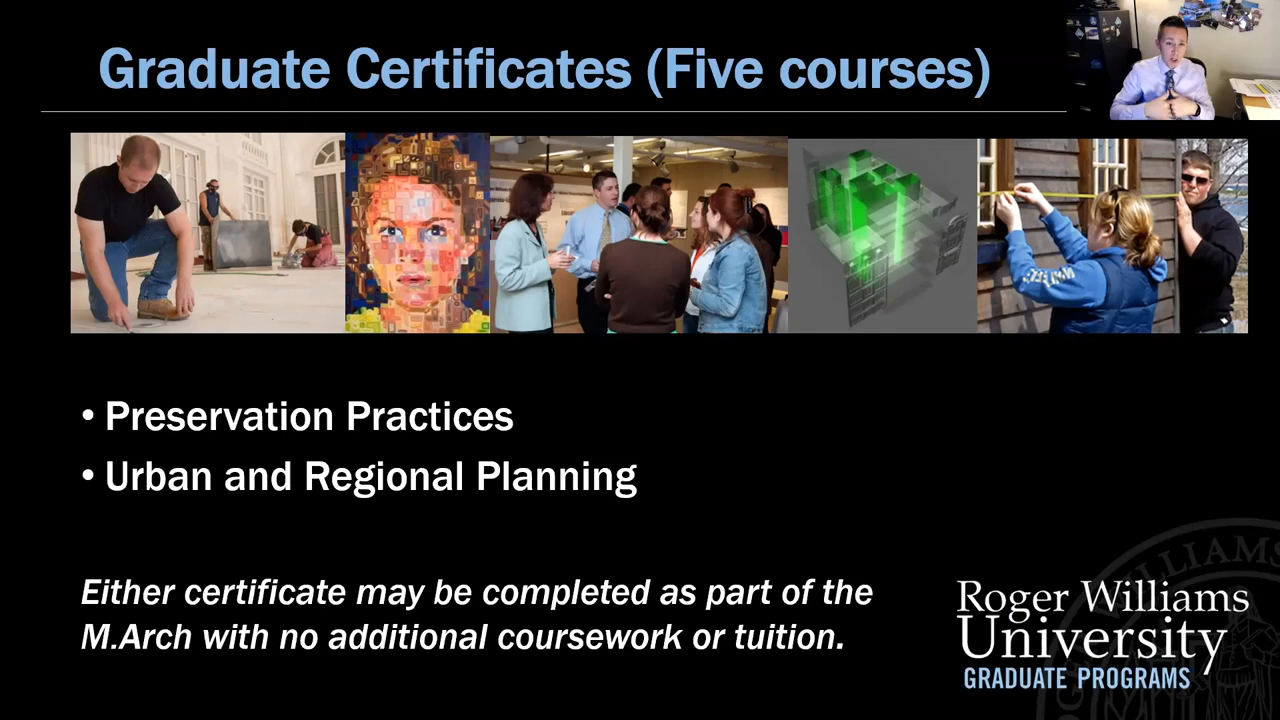 Graduate Certificates (Five courses)
• Preservation Practices
• Urban and Regional Planning
Either certificate may be completed as part of the
M.Arch with no additional coursework or tuition.
WILLIAMS
Roger Williams
University
GRADUATE PROGRAMS